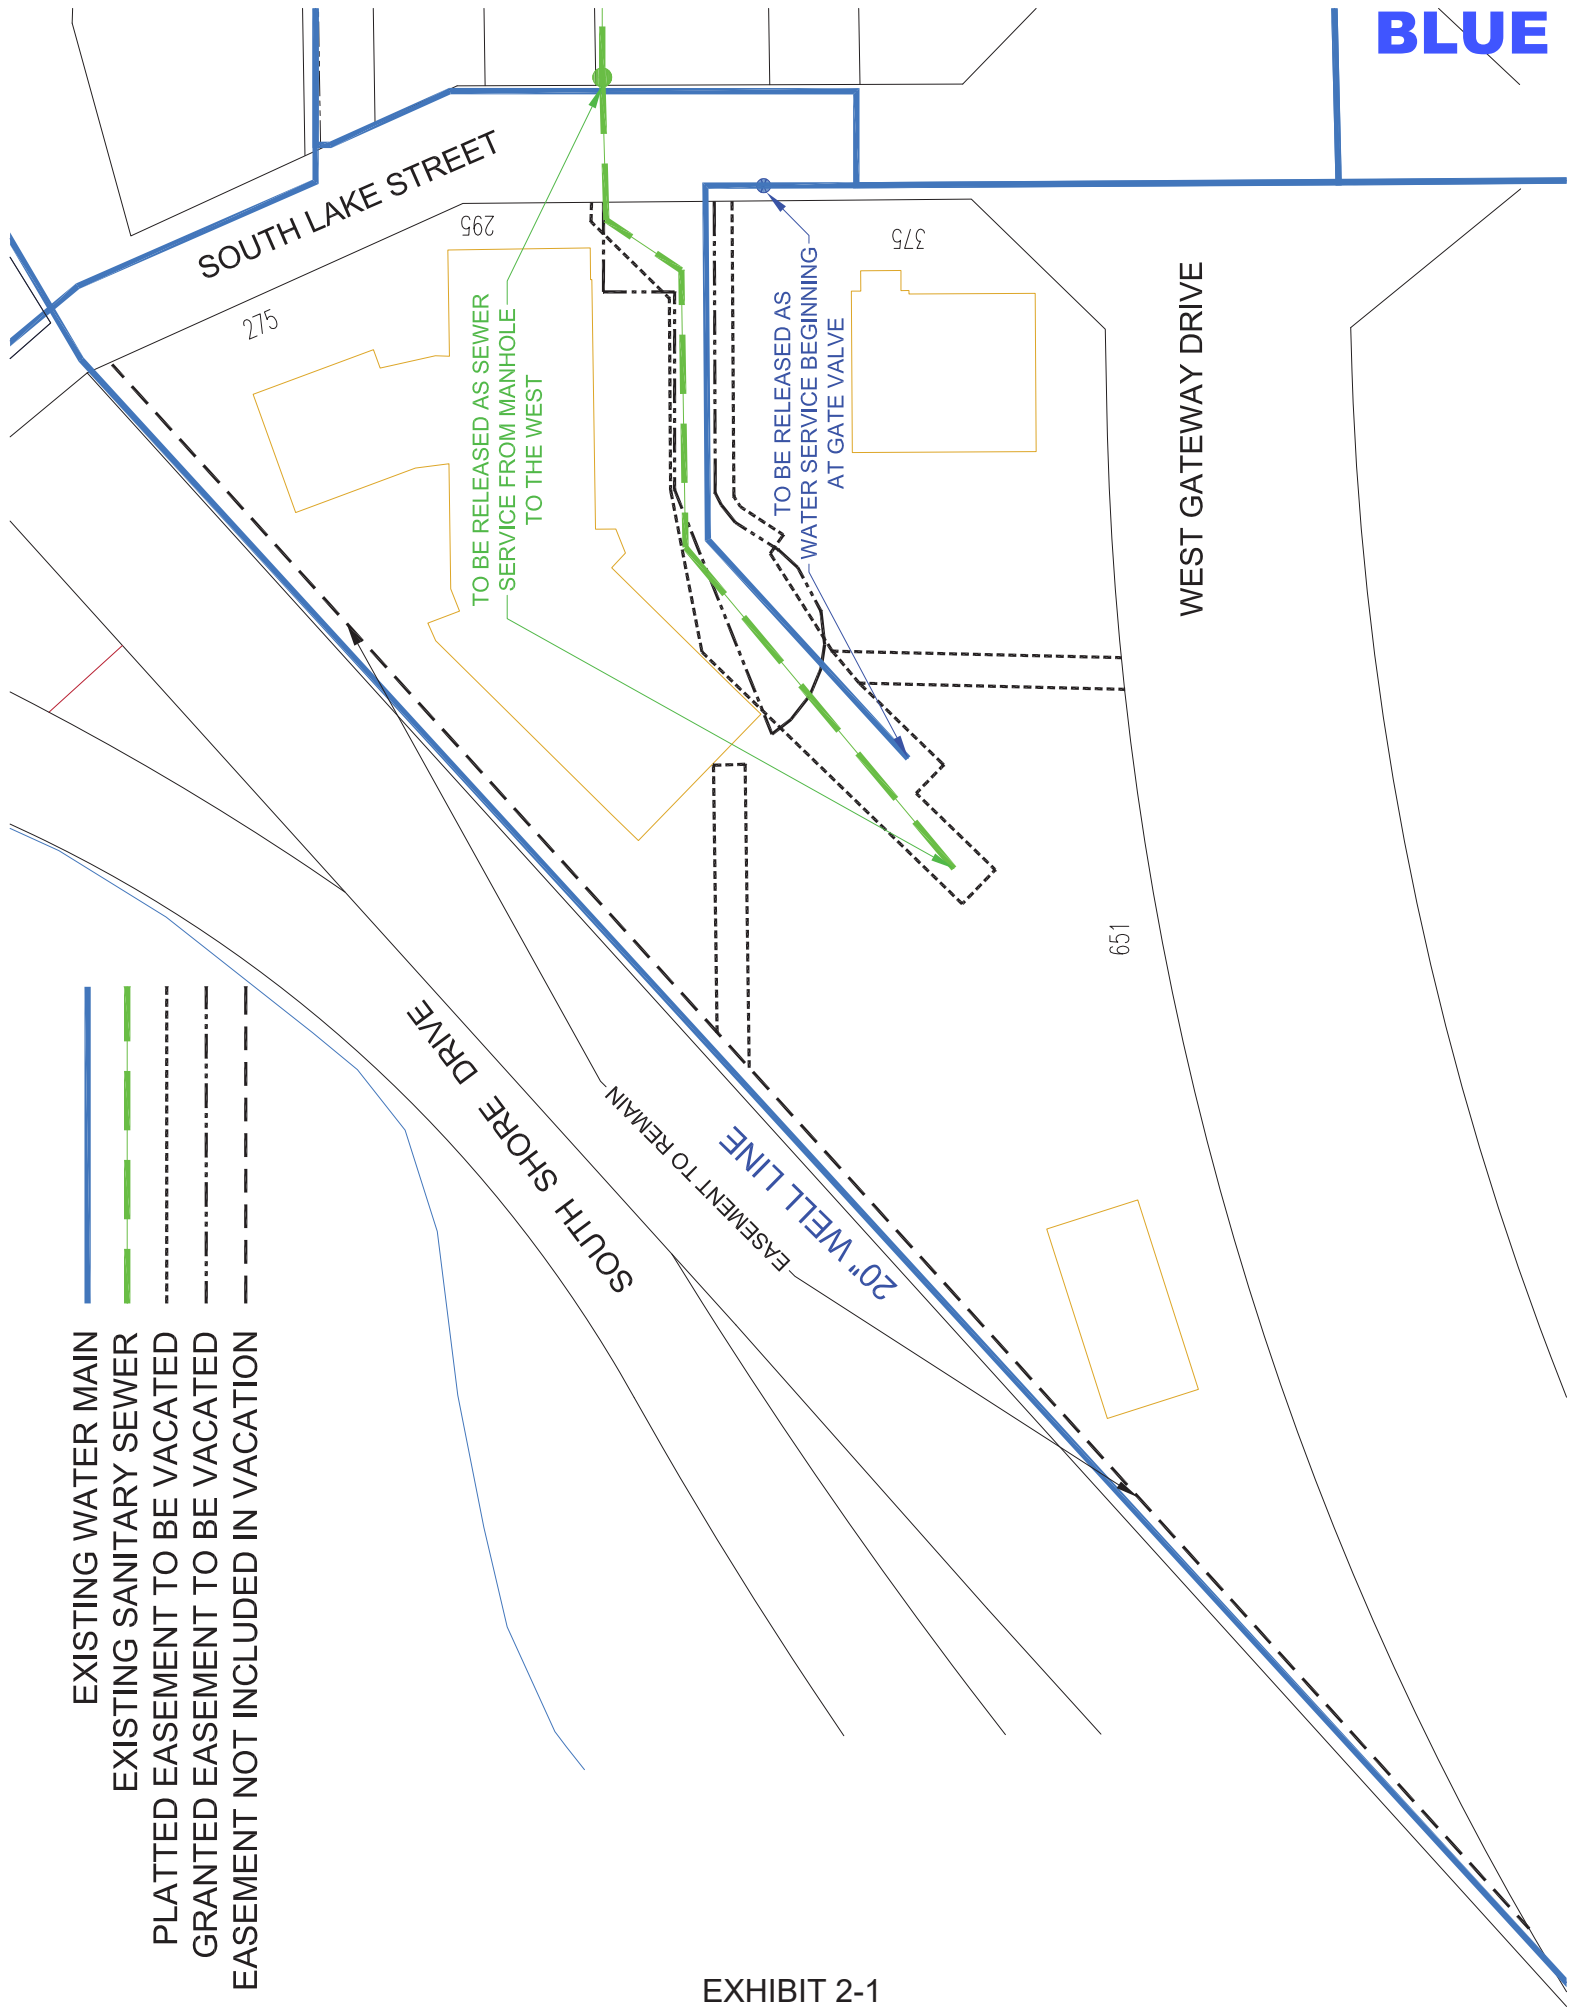 BLUE
SOUTH LAKE STREET
295
375
275
TO BE RELEASED AS SEWER
SERVICE FROM MANHOLE
TO THE WEST
TO BE RELEASED AS
WATER SERVICE BEGINNING
AT GATE VALVE
WEST GATEWAY DRIVE
651
SOUTH SHORE DRIVE
EASEMENT TO REMAIN
20" WELL LINE
EXISTING WATER MAIN
EXISTING SANITARY SEWER
PLATTED EASEMENT TO BE VACATED
GRANTED EASEMENT TO BE VACATED
EASEMENT NOT INCLUDED IN VACATION
EXHIBIT 2-1